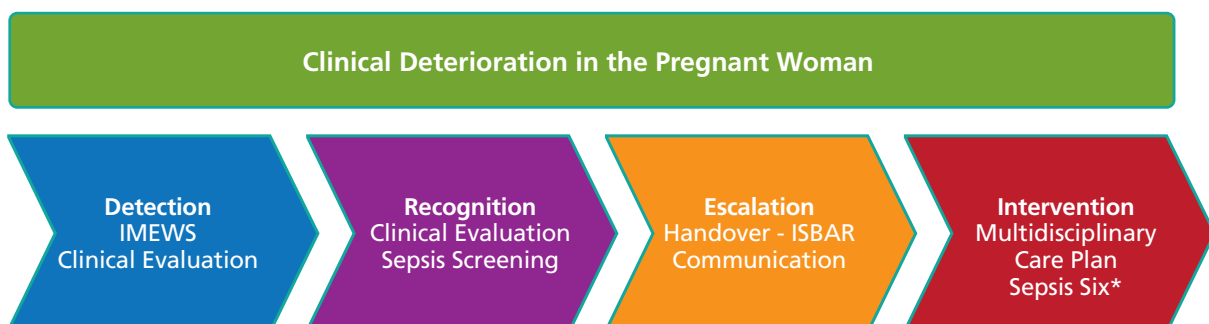 Clinical Deterioration in the Pregnant Woman
Detection
IMEWS
Clinical Evaluation
Recognition
Clinical Evaluation
Sepsis Screening
Escalation
Handover - ISBAR
Communication
Intervention
Multidisciplinary
Care Plan
Sepsis Six*